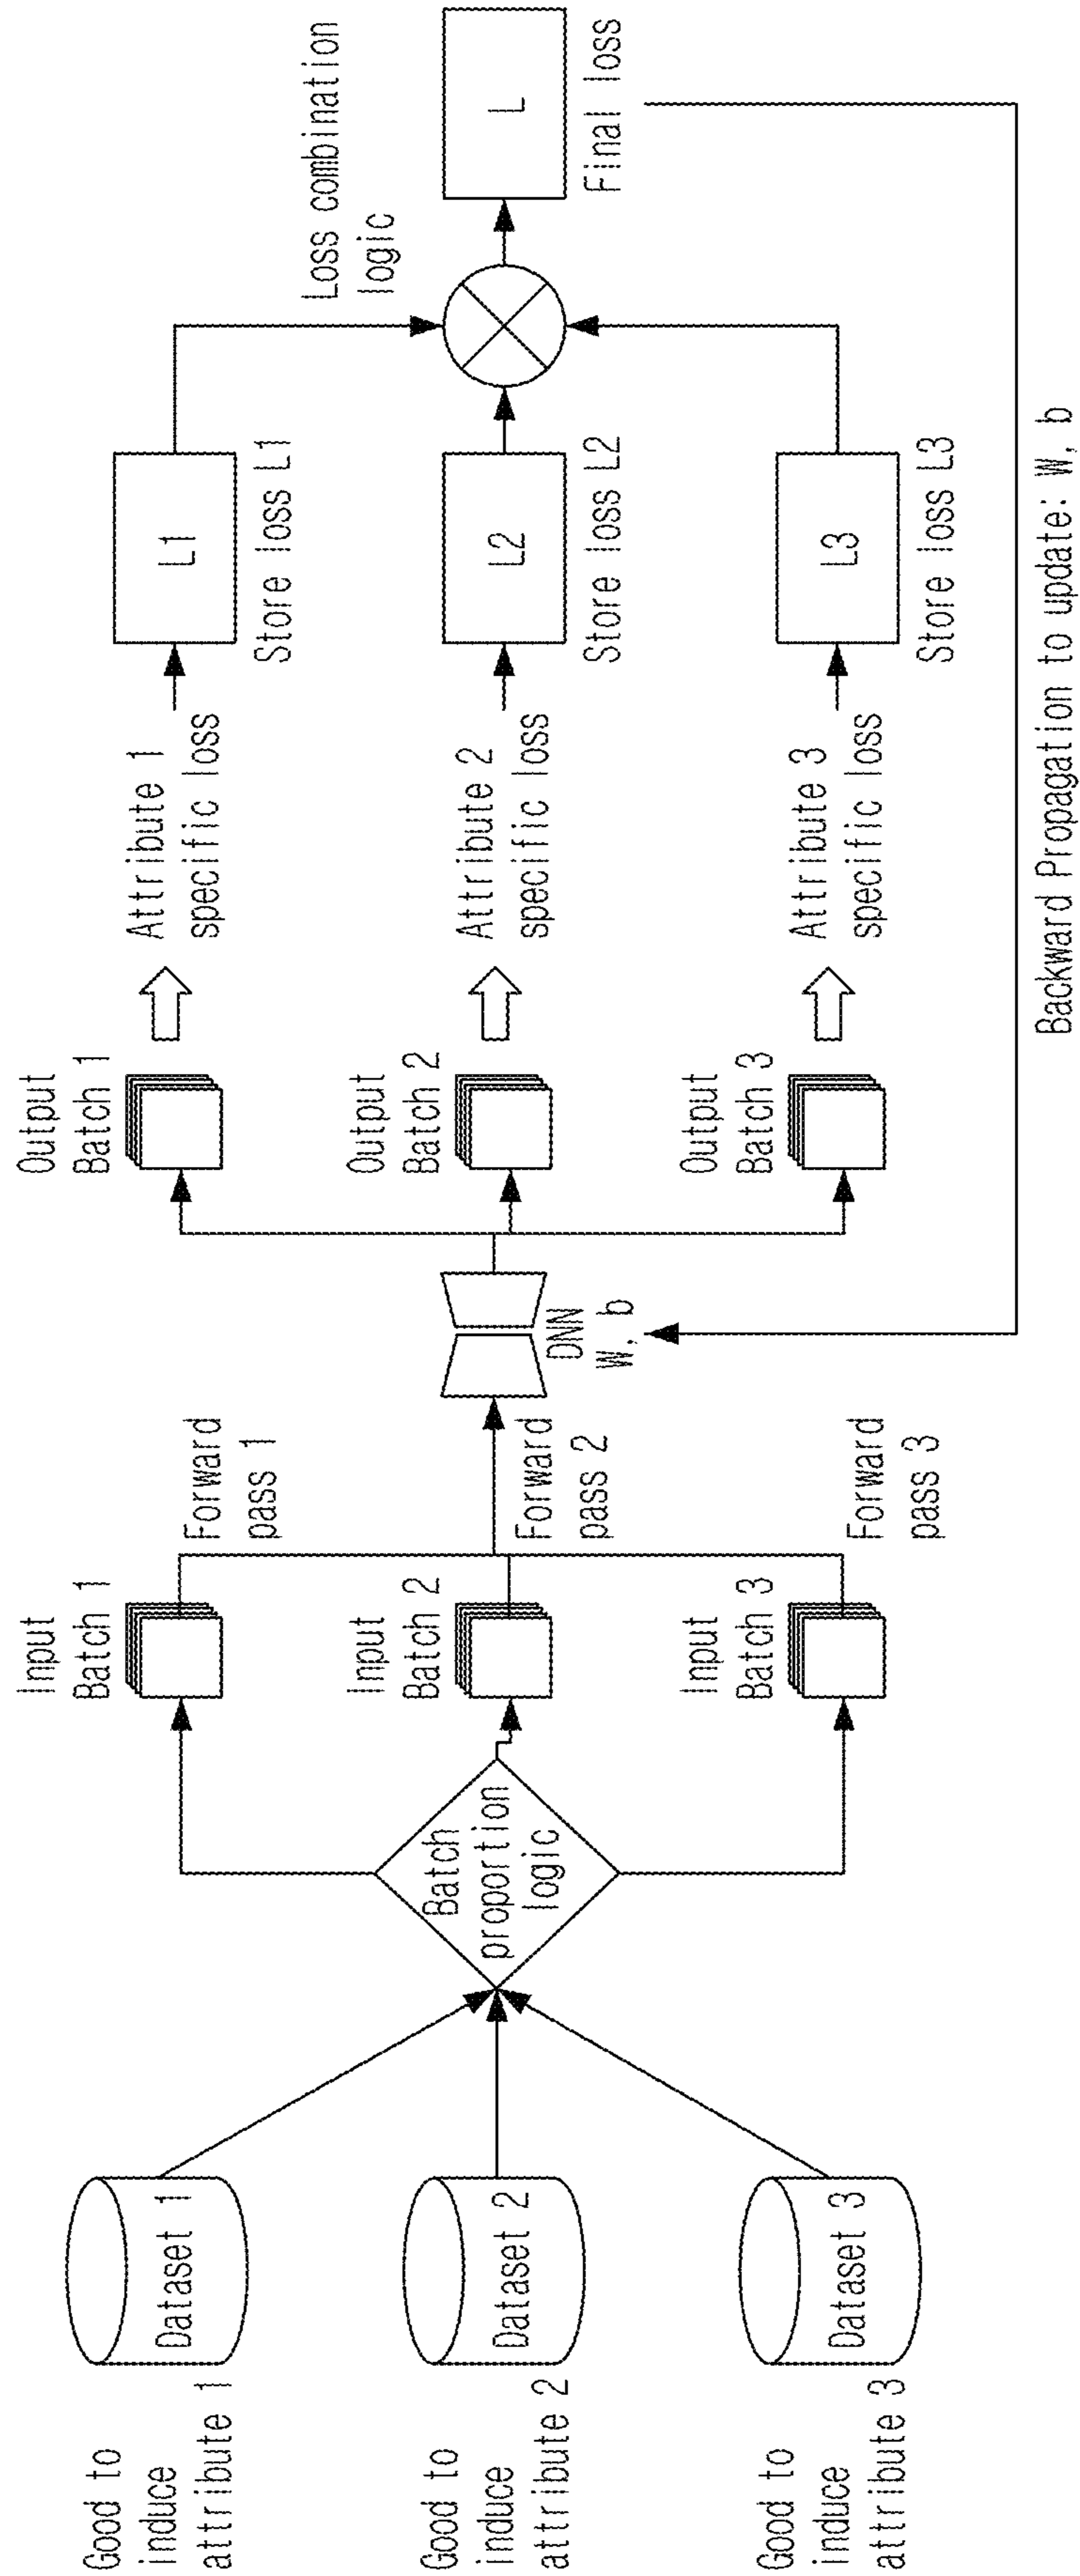 Good to
induce
attribute 1
Dataset 1
Good to
induce
attribute 2
Dataset 2
Good to
induce
attribute 3
Dataset 3
Batch
proportion
logic
Input
Batch 1
Input
Batch 2
Input
Batch 3
Forward
pass 1
Forward
pass 2
Forward
pass 3
DNN
W, b
Output
Batch 1
Output
Batch 2
Output
Batch 3
Attribute 1
specific loss
Attribute 2
specific loss
Attribute 3
specific loss
L1
Store loss L1
L2
Store loss L2
L3
Store loss L3
Loss combination
logic
L
Final loss
Backward Propagation to update: W, b